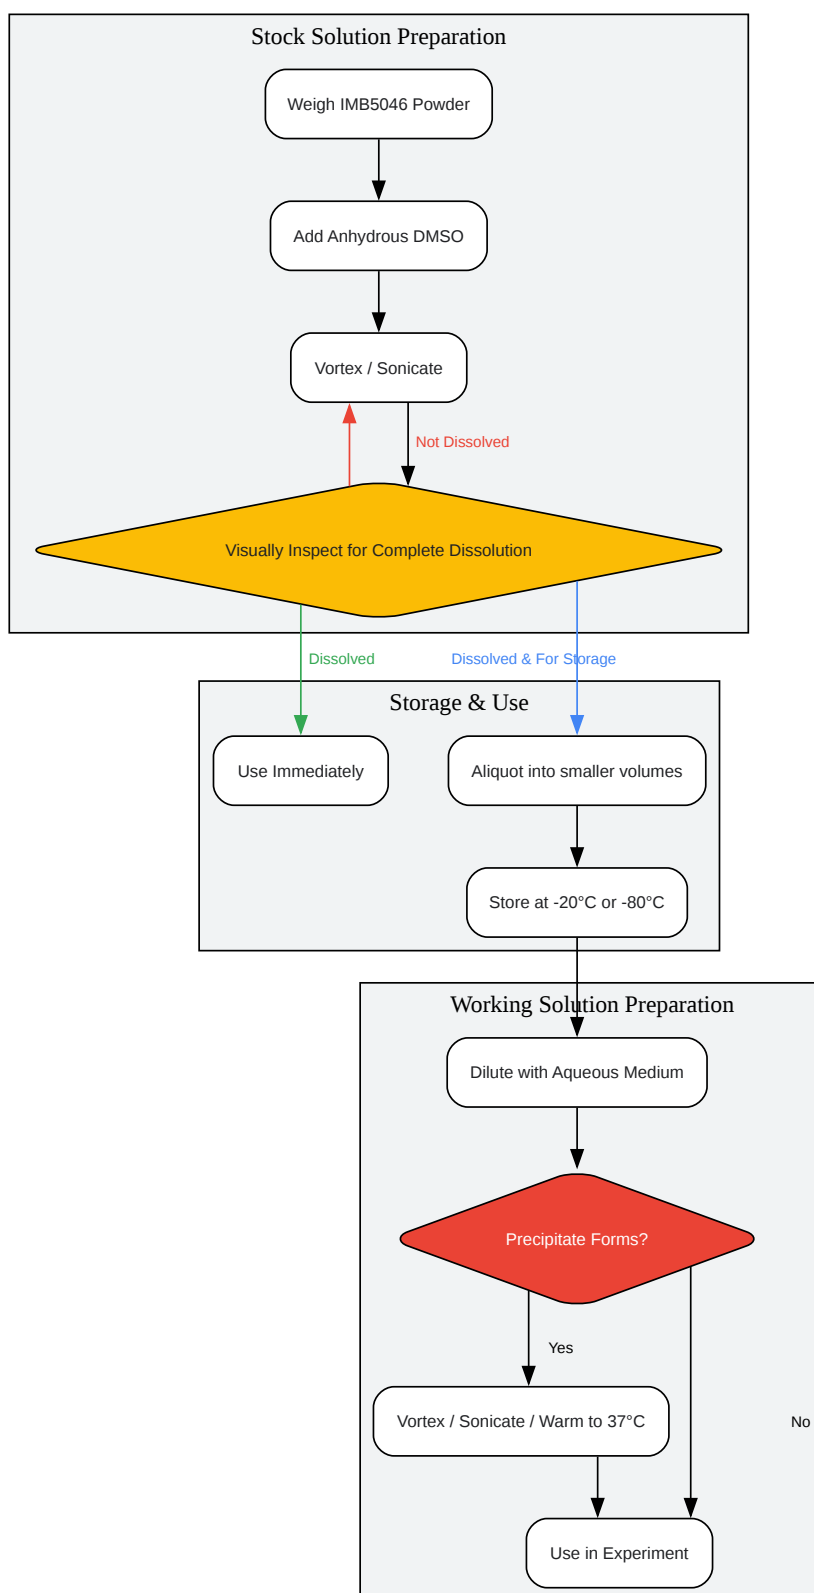 Stock Solution Preparation
Weigh IMB5046 Powder
Add Anhydrous DMSO
Vortex / Sonicate
Not Dissolved
Visually Inspect for Complete Dissolution
Dissolved
Dissolved & For Storage
Storage & Use
Use Immediately
Aliquot into smaller volumes
Store at -20°C or -80°C
Working Solution Preparation
Dilute with Aqueous Medium
Precipitate Forms?
Yes
Vortex / Sonicate / Warm to 37°C
No
Use in Experiment